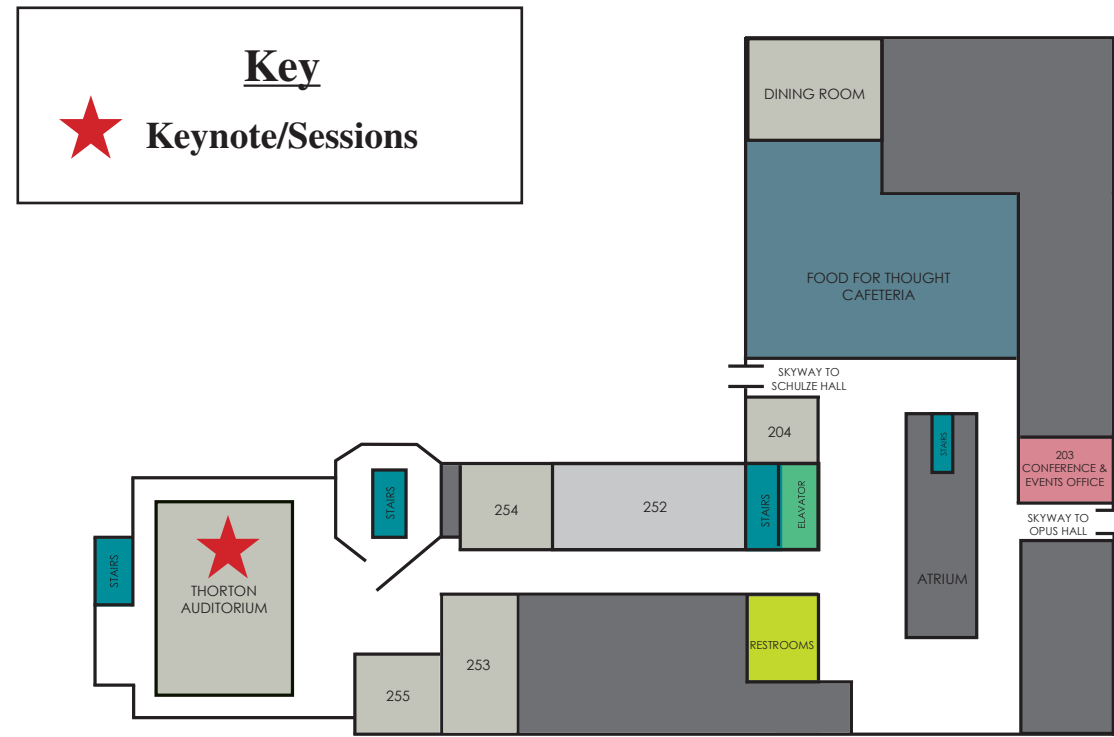 Key
Keynote/Sessions
DINING ROOM
FOOD FOR THOUGHT
CAFETERIA
SKYWAY TO
SCHULZE HALL
204
STAIRS
203
CONFERENCE &
EVENTS OFFICE
SKYWAY TO
OPUS HALL
ATRIUM
STAIRS
ELAVATOR
252
254
STAIRS
STAIRS
THORTON
AUDITORIUM
RESTROOMS
253
255